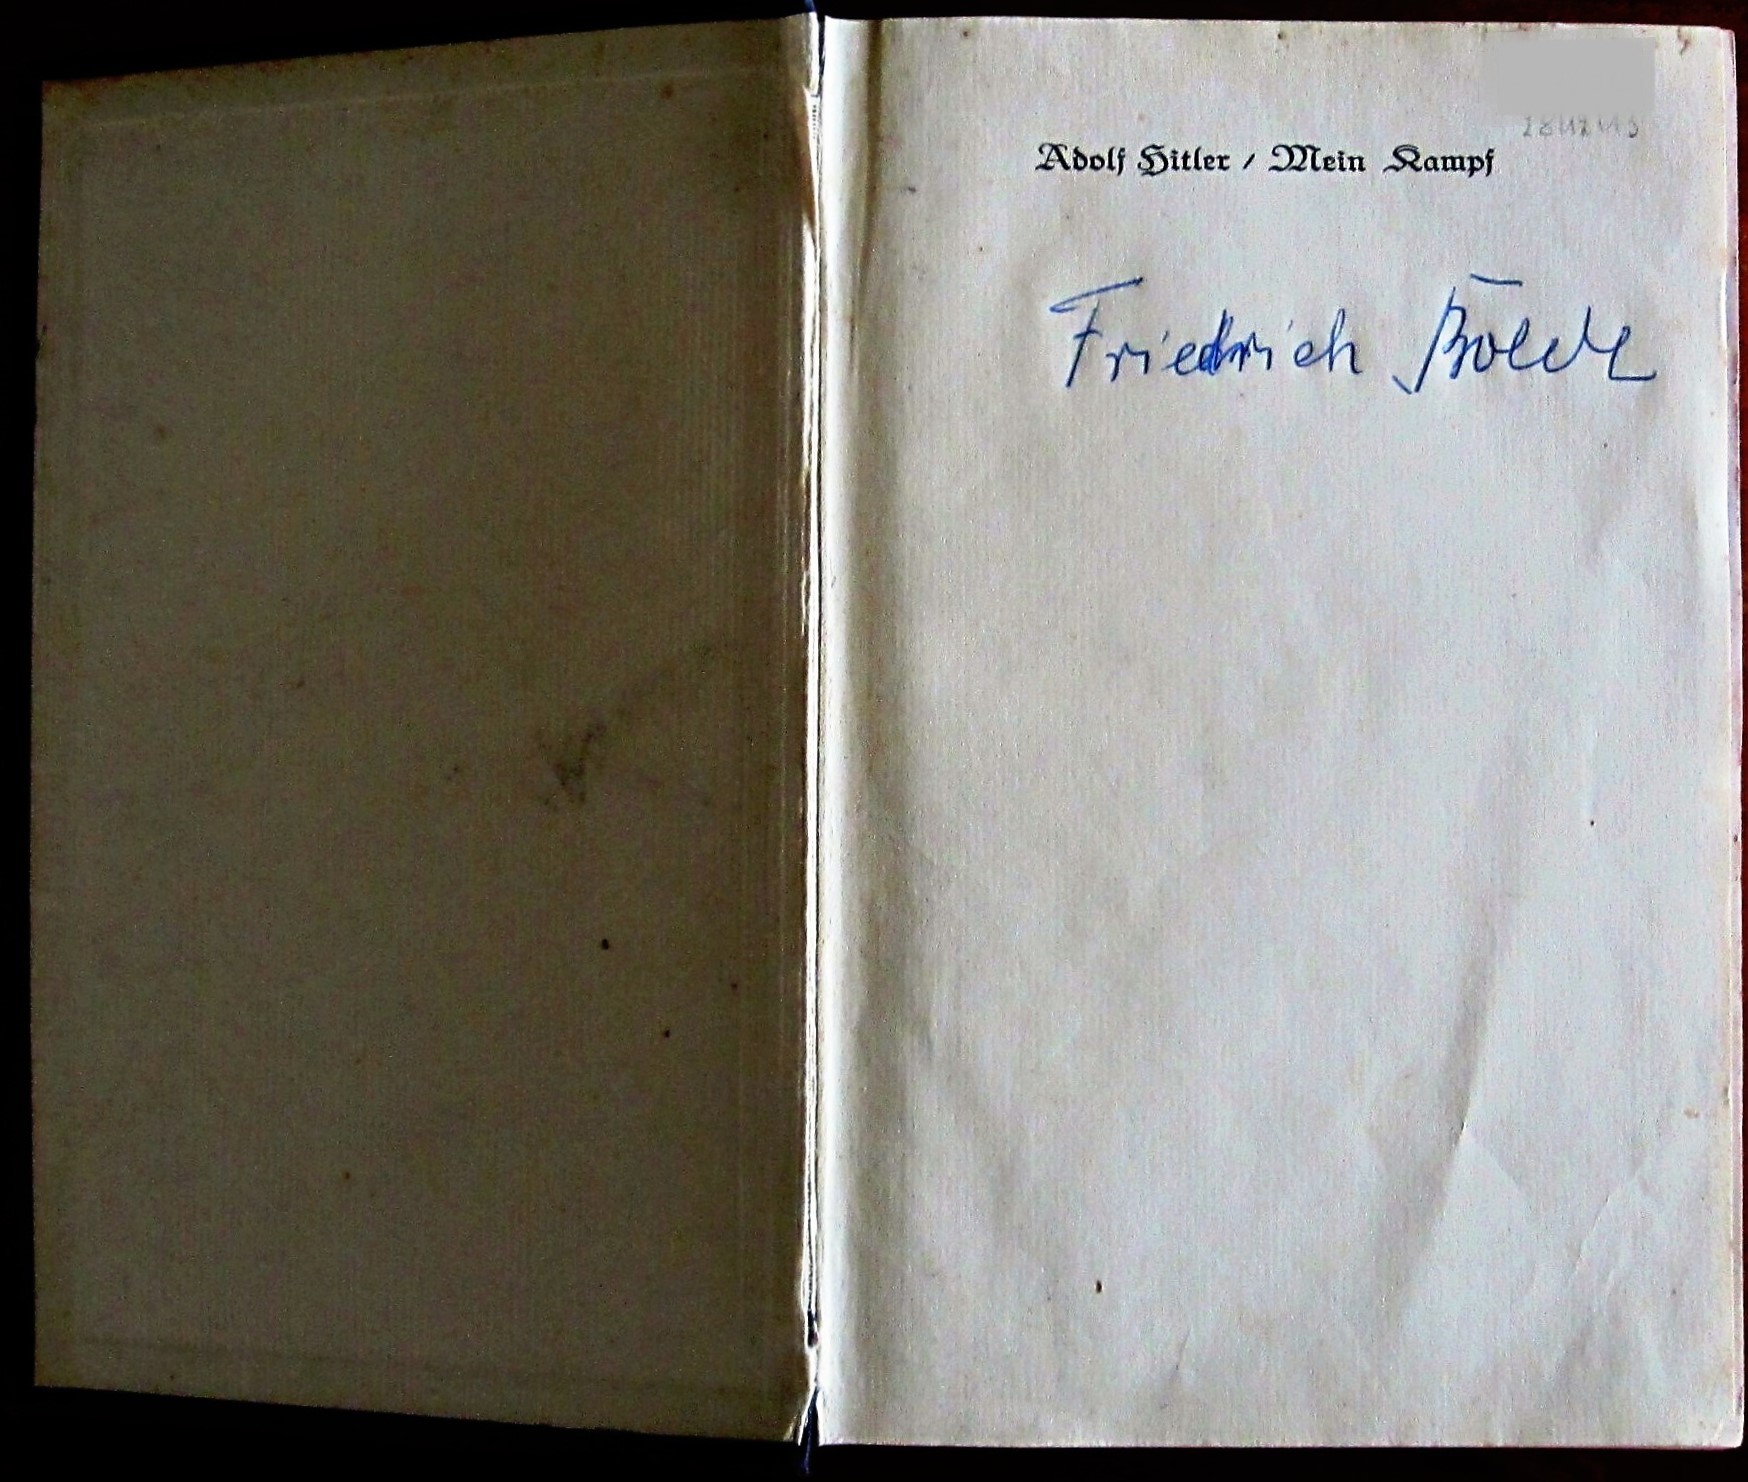 Adolf Hitler / Mein Kampf
Friedrich